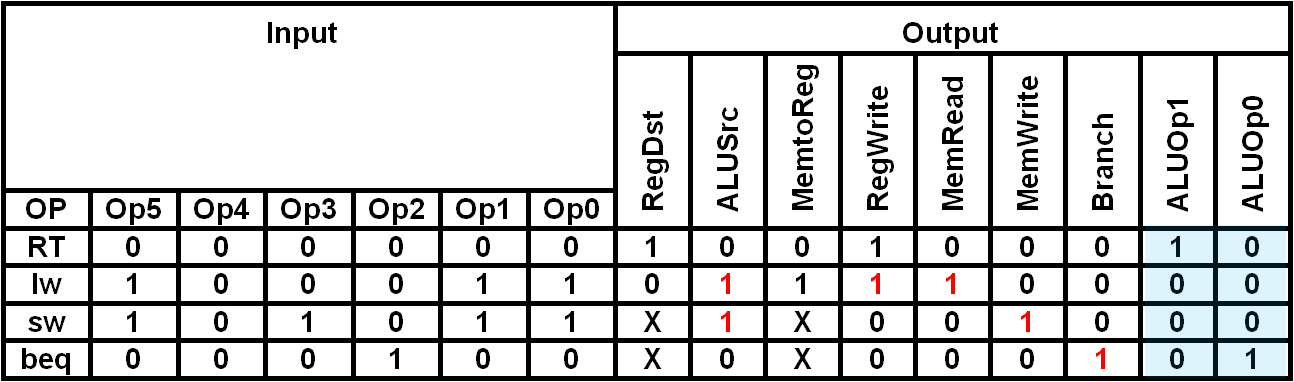 Input Output
RegDst ALUSrc MemtoReg RegWrite MemRead MemWrite Branch ALUOp1 ALUOp0
OP Op5 Op4 Op3 Op2 Op1 Op0
RT 0 0 0 0 0 0 1 0 0 1 0 0 0 1 0
lw 1 0 0 0 1 1 0 1 1 1 1 0 0 0 0
sw 1 0 1 0 1 1 X 1 X 0 0 1 0 0 0
beq 0 0 0 1 0 0 X 0 X 0 0 0 1 0 1